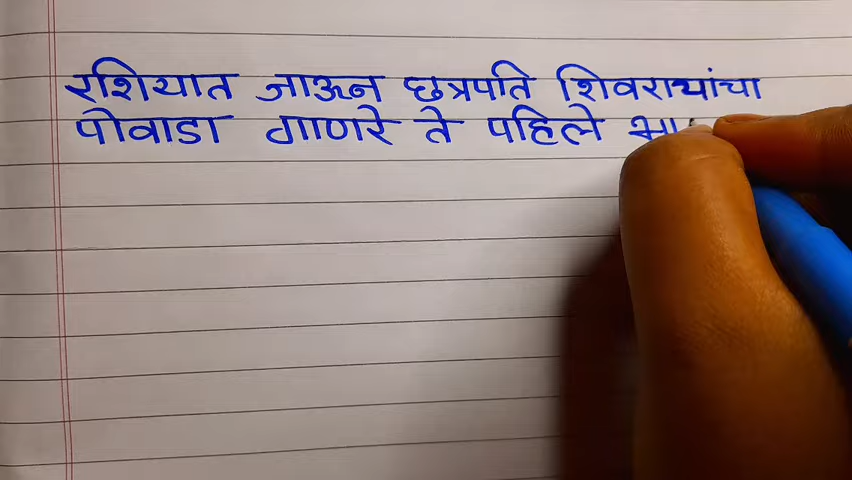 रशियात जाऊन छत्रपति शिवरायांचा
पोवाडा गाणरे ते पहिले